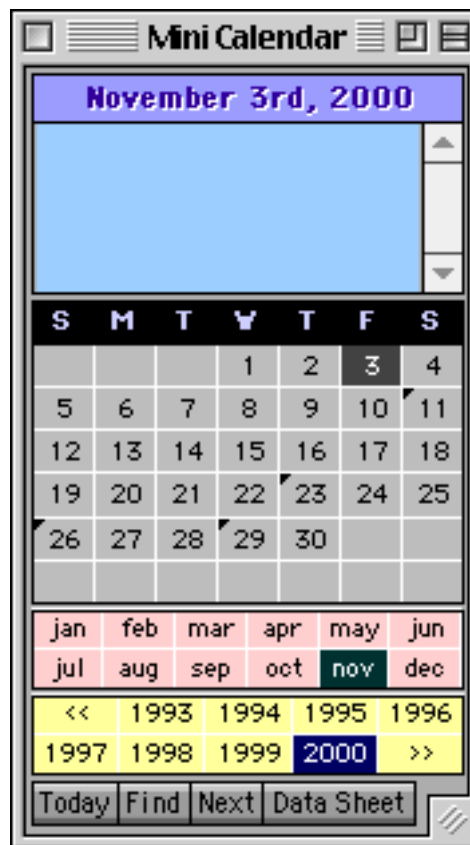 Mini Calendar
November 3rd, 2000
S M T W T F S
1 2 3 4
5 6 7 8 9 10 11
12 13 14 15 16 17 18
19 20 21 22 23 24 25
26 27 28 29 30
jan feb mar apr may jun
jul aug sep oct nov dec
<< 1993 1994 1995 1996
1997 1998 1999 2000 >>
Today Find Next Data Sheet